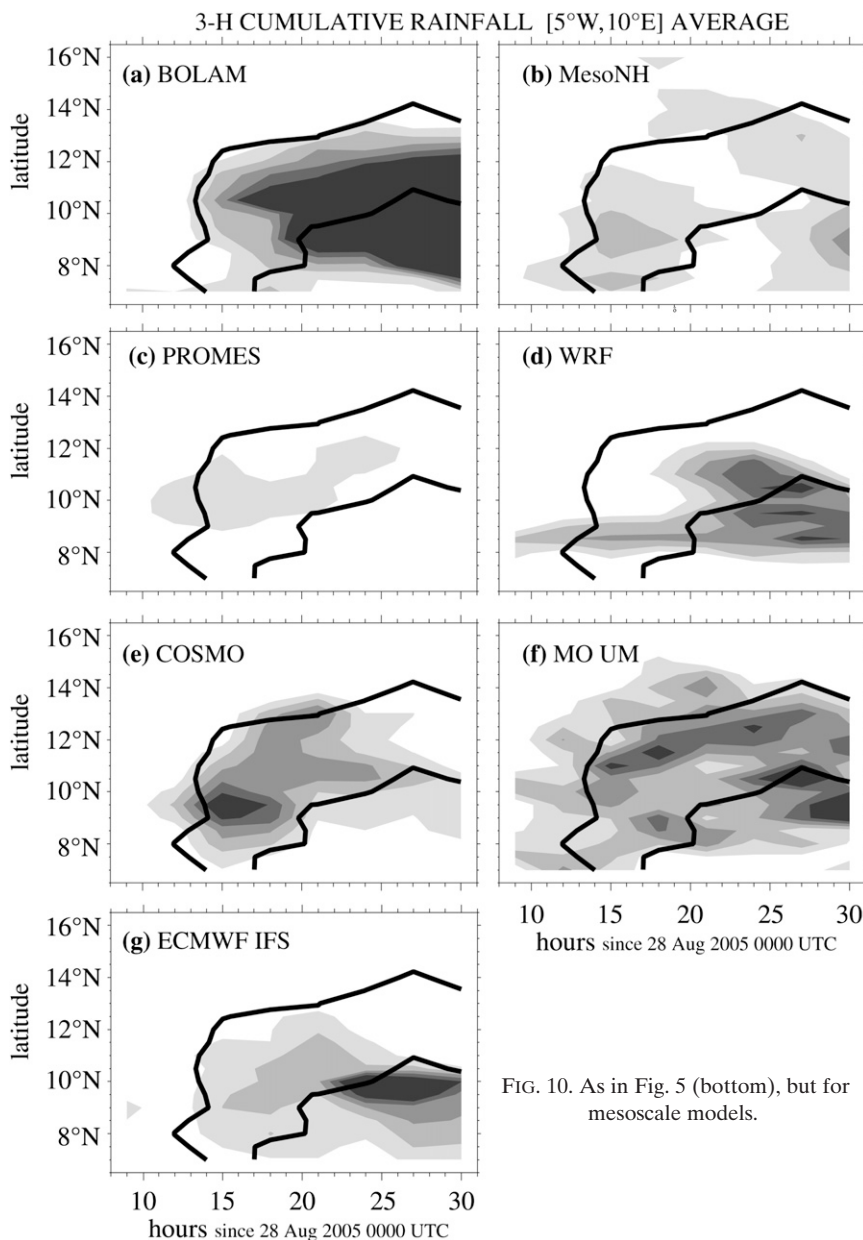 3-H CUMULATIVE RAINFALL [5°W,10°E] AVERAGE
16°N
14°N
12°N
10°N
8°N
latitude
(a) BOLAM
(b) MesoNH
16°N
14°N
12°N
10°N
8°N
latitude
(c) PROMES
(d) WRF
16°N
14°N
12°N
10°N
8°N
latitude
(e) COSMO
(f) MO UM
10 15 20 25 30
hours since 28 Aug 2005 0000 UTC
16°N
14°N
12°N
10°N
8°N
latitude
(g) ECMWF IFS
10 15 20 25 30
hours since 28 Aug 2005 0000 UTC
FIG. 10. As in Fig. 5 (bottom), but for
mesoscale models.